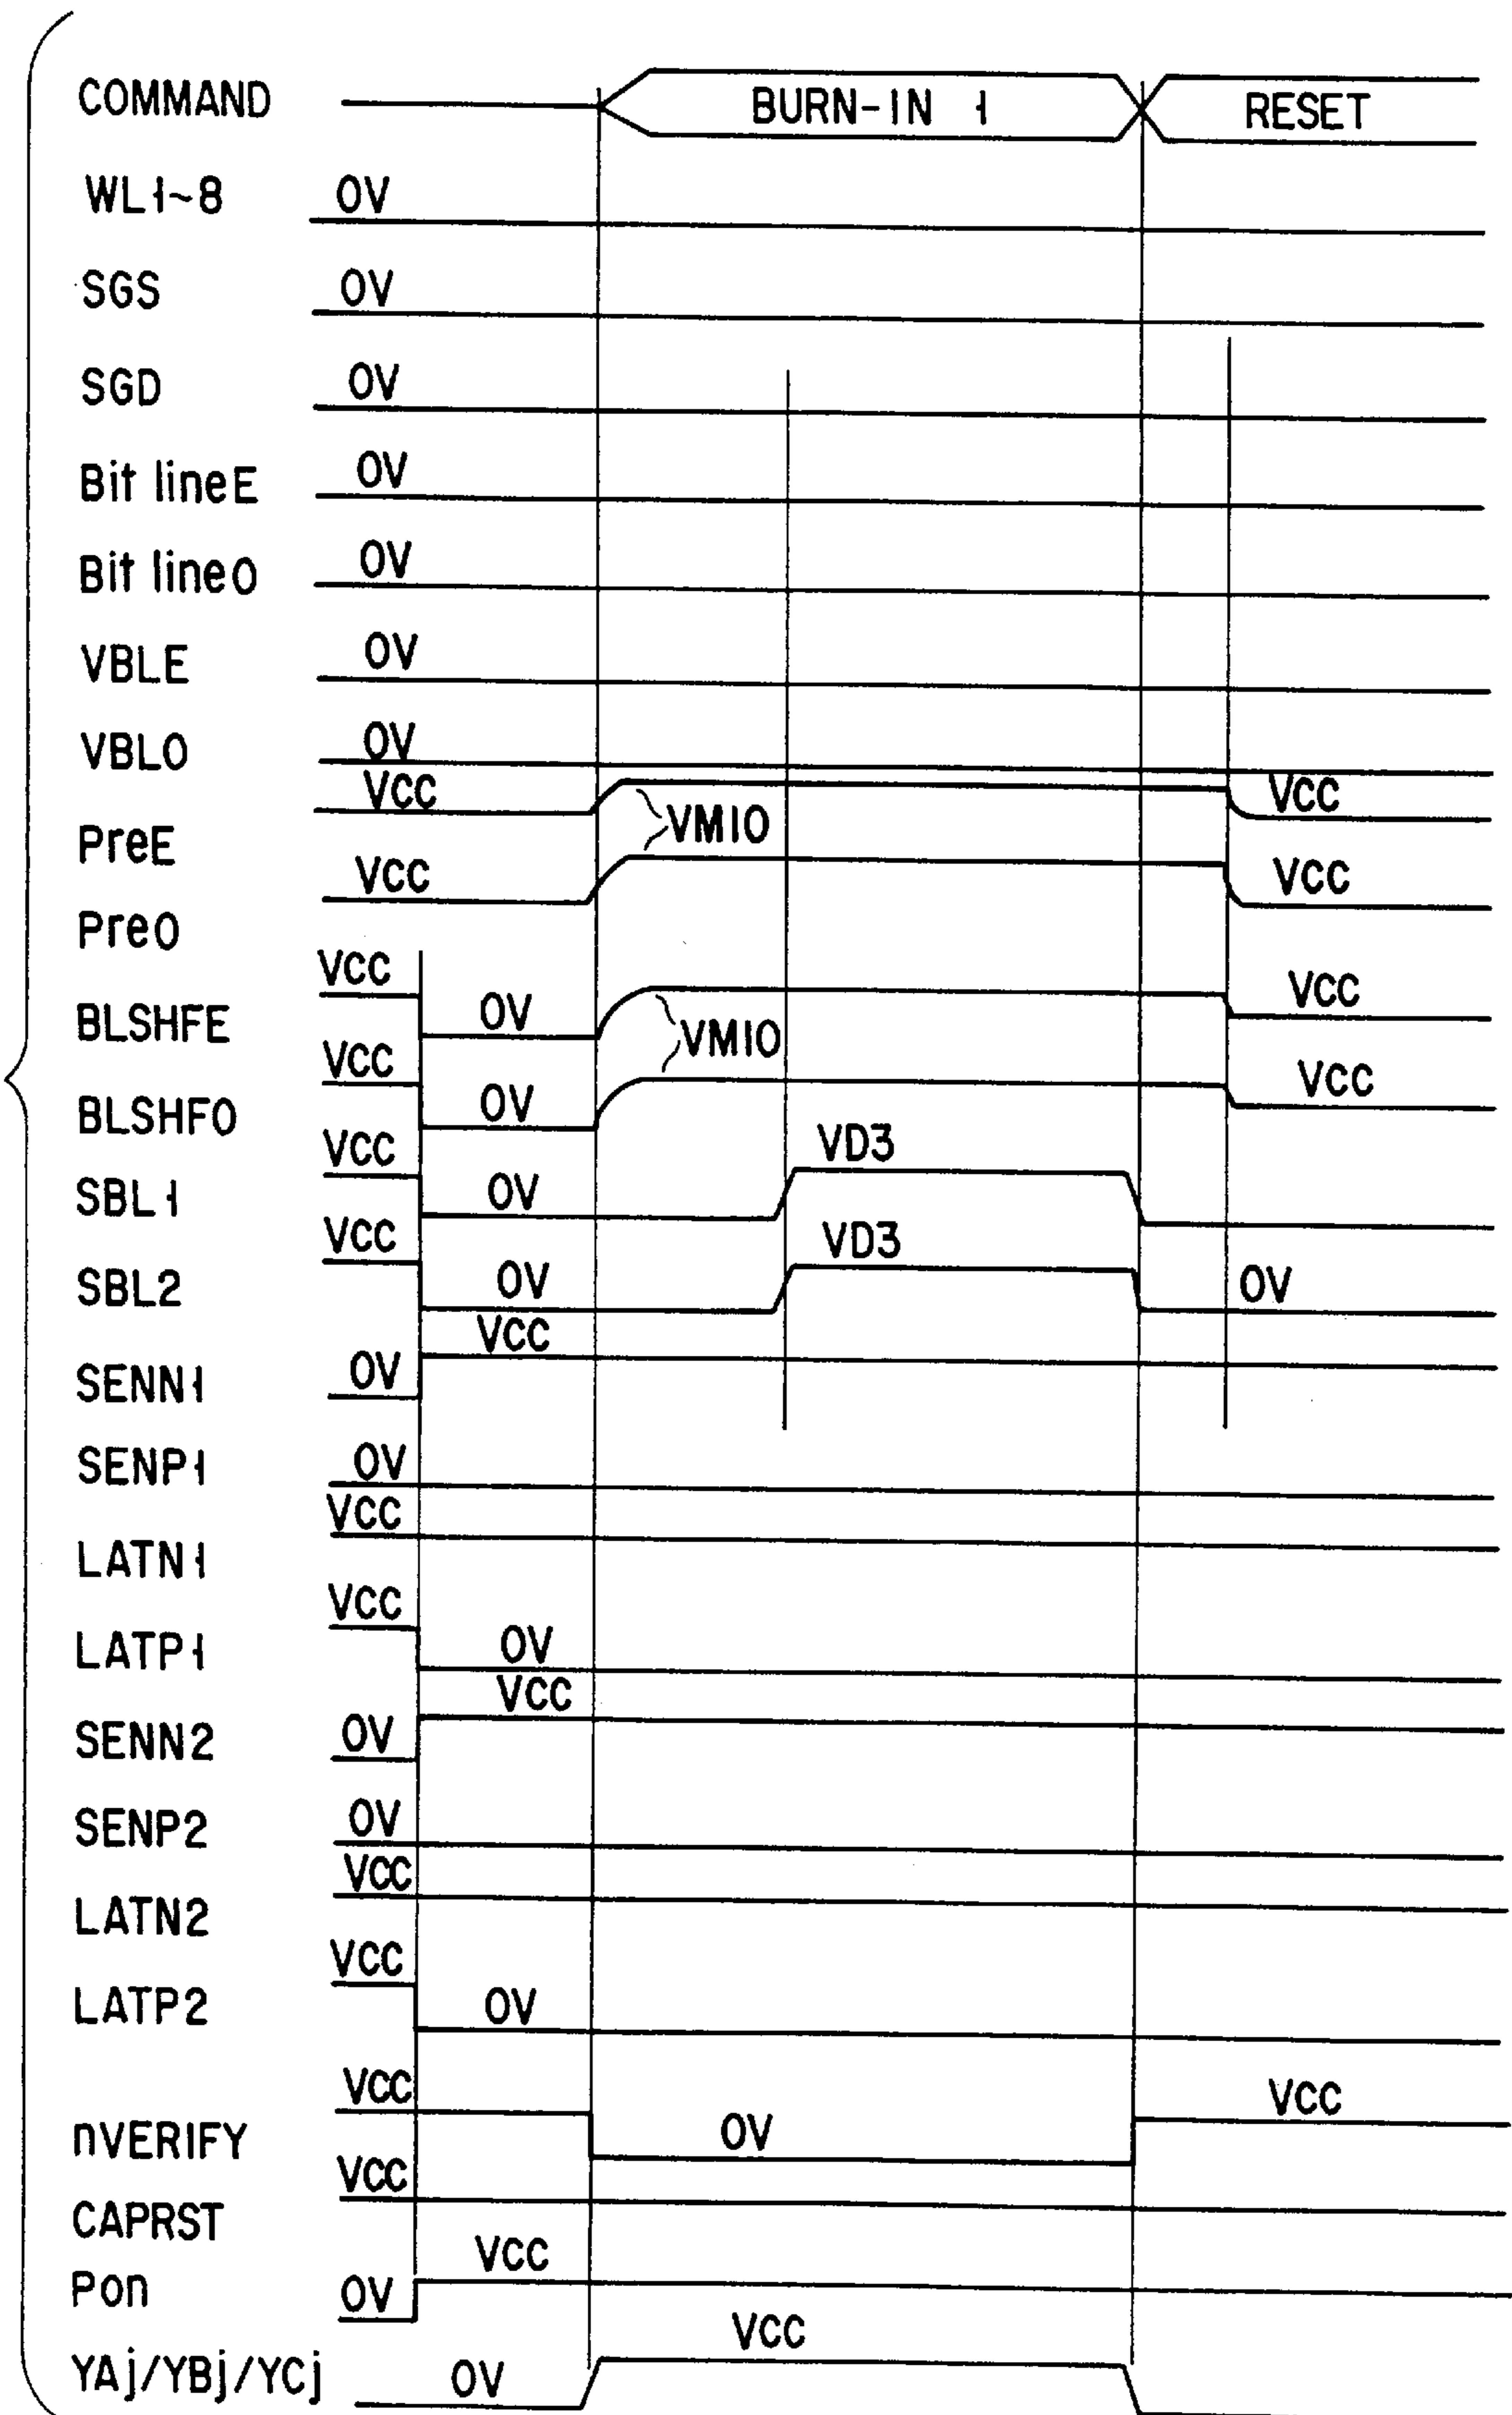 COMMAND BURN-IN 1 RESET
WL1~8 0V
SGS 0V
SGD 0V
Bit lineE 0V
Bit lineO 0V
VBLE 0V
VBLO 0V
PreE VCC VM10 VCC
PreO VCC VCC
BLSHFE VCC 0V VM10 VCC
BLSHFO VCC 0V VCC
SBL1 VCC 0V VD3
SBL2 VCC 0V VD3 0V
SENN1 0V VCC
SENP1 0V
LATN1 VCC
LATP1 VCC 0V
SENN2 0V VCC
SENP2 0V
LATN2 VCC
LATP2 VCC 0V
nVERIFY VCC 0V VCC
CAPRST VCC
Pon 0V VCC
YAj/YBj/YCj 0V VCC